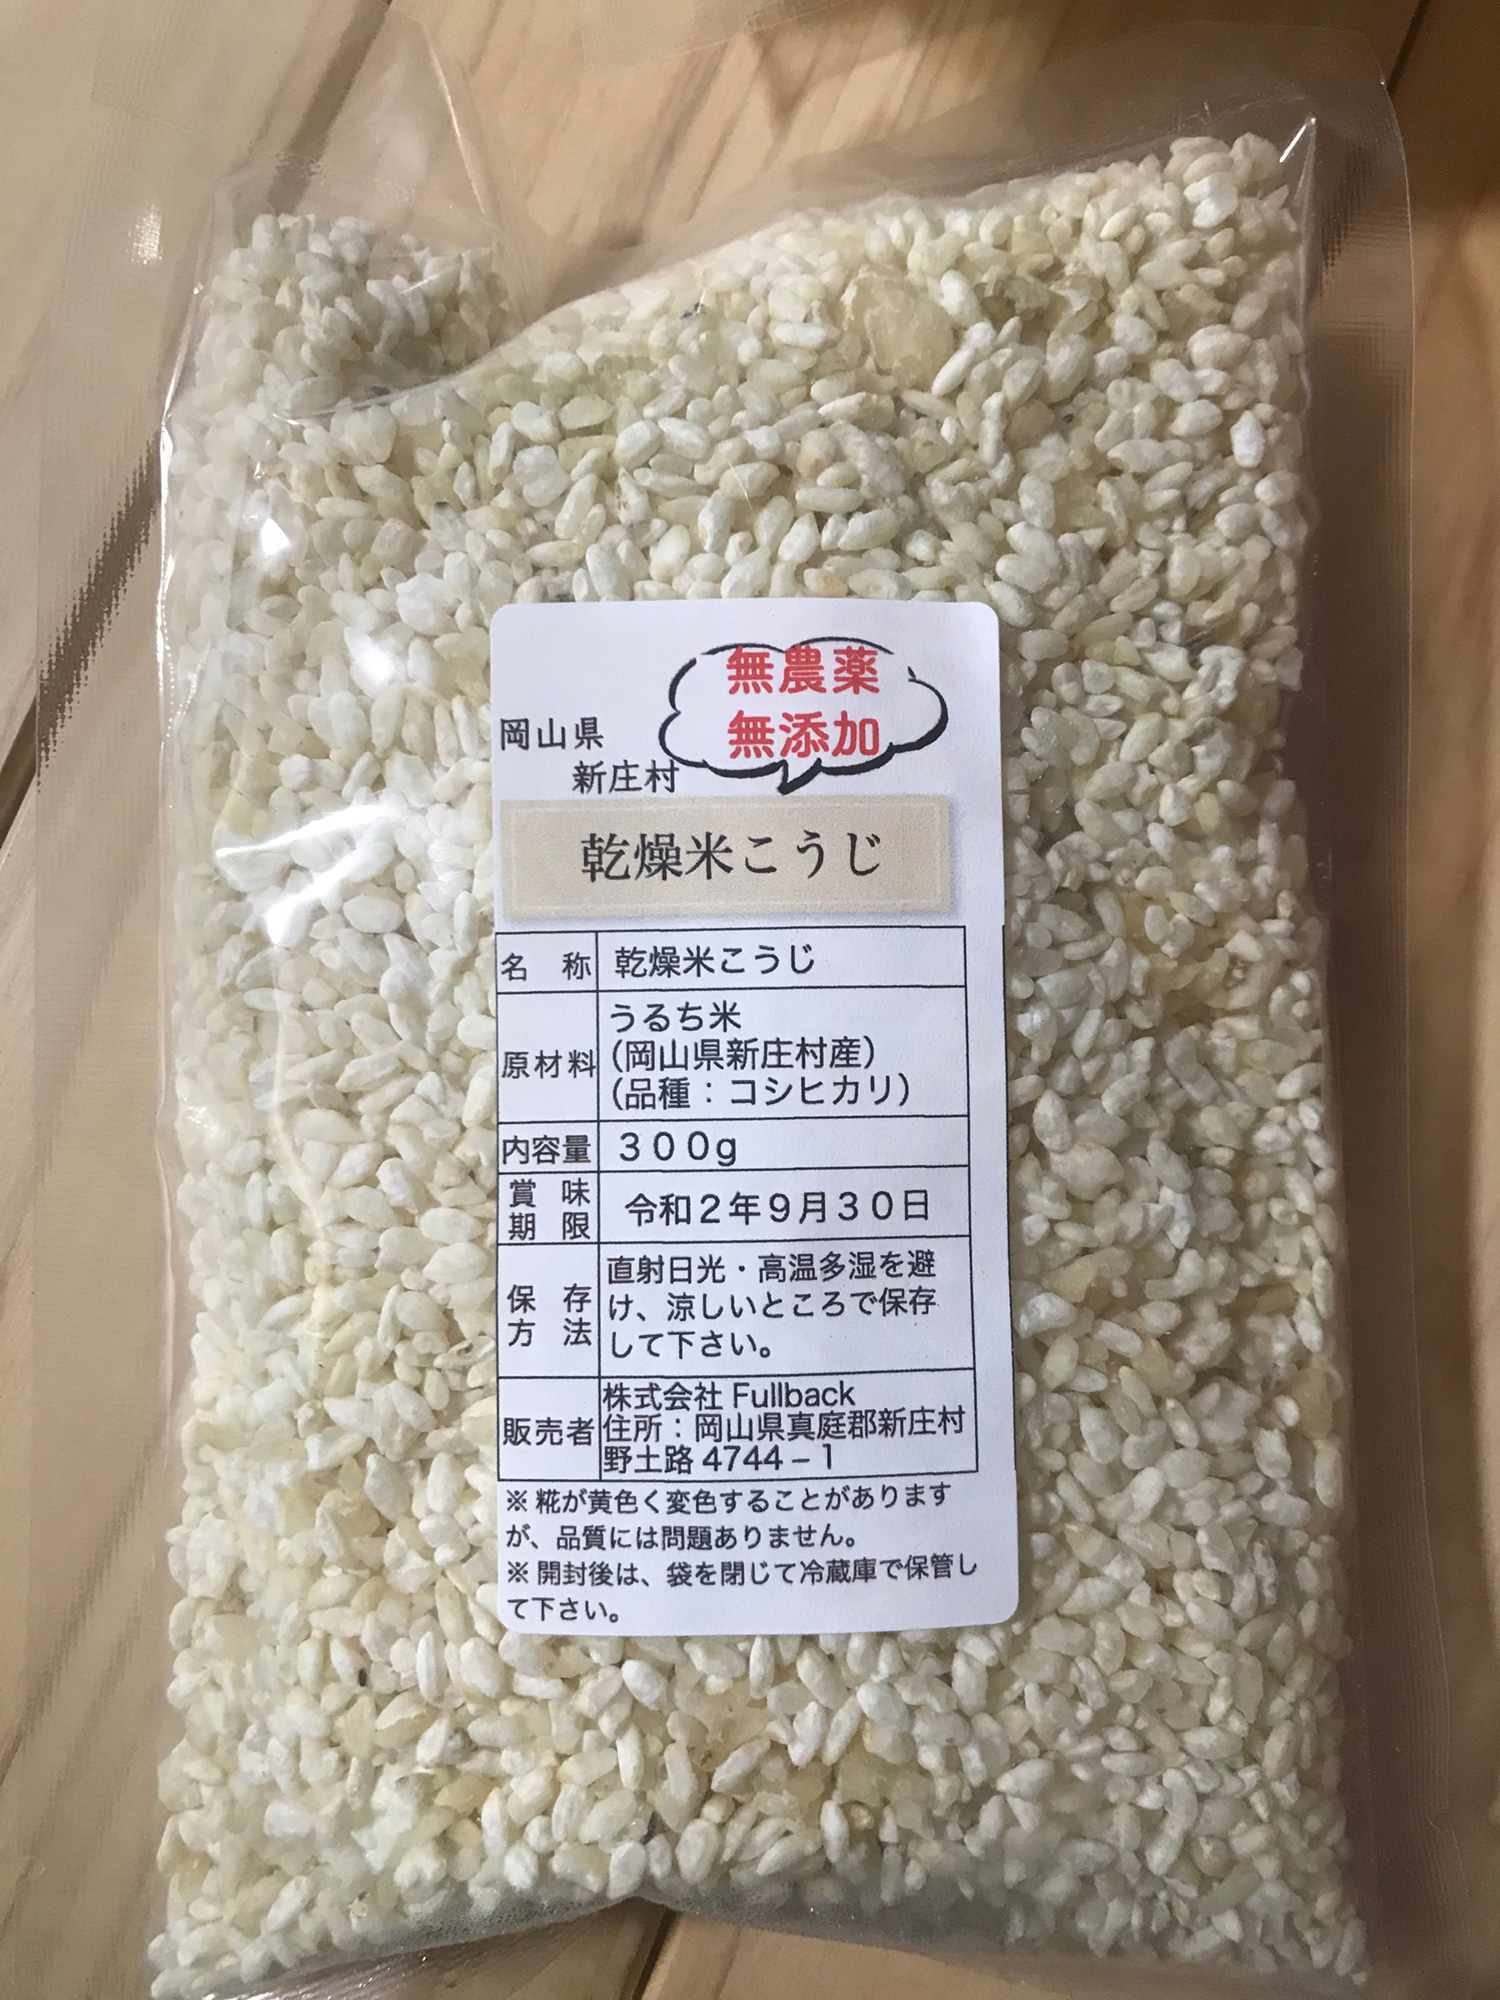 無農薬
無添加
岡山県
新庄村
乾燥米こうじ
名 称 乾燥米こうじ
原材料 うるち米
(岡山県新庄村産)
(品種：コシヒカリ)
内容量 300g
賞 味
期 限 令和2年9月30日
保 存
方 法 直射日光・高温多湿を避
け、涼しいところで保存
して下さい。
販売者 株式会社 Fullback
住所：岡山県真庭郡新庄村
野土路 4744－1
※ 糀が黄色く変色することがあります
が、品質には問題ありません。
※ 開封後は、袋を閉じて冷蔵庫で保管し
て下さい。